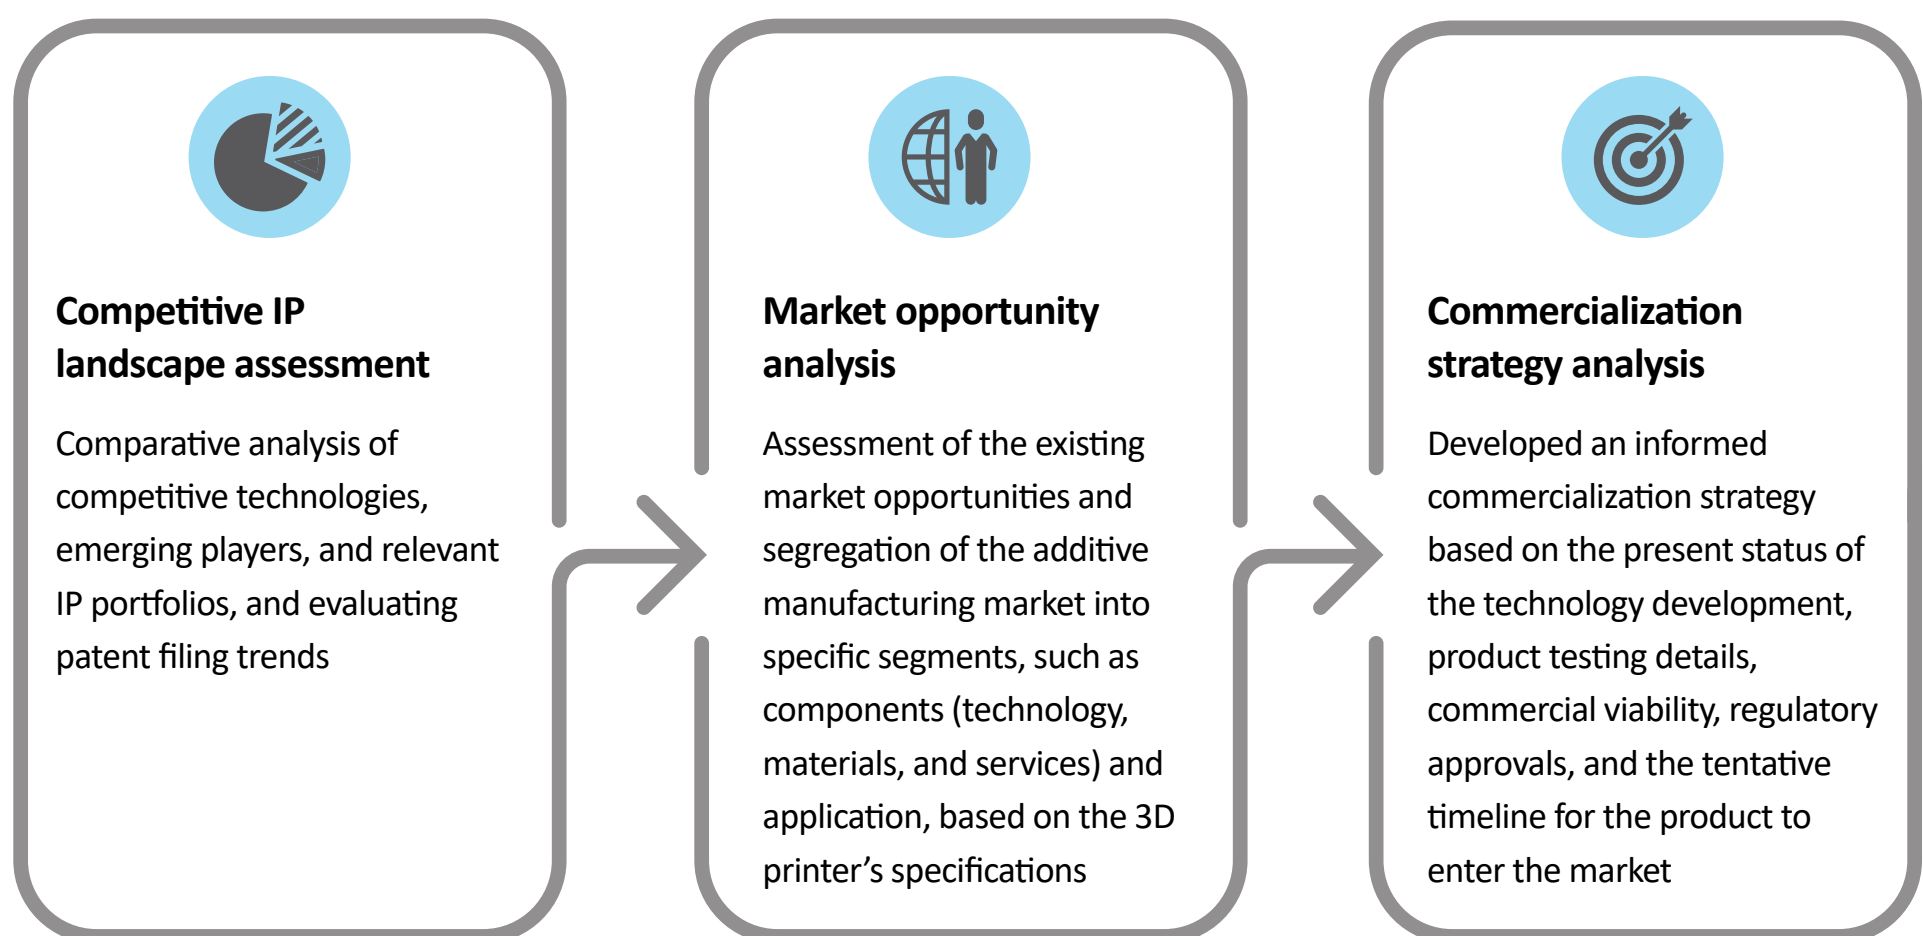 Competitive IP
landscape assessment
Comparative analysis of
competitive technologies,
emerging players, and relevant
IP portfolios, and evaluating
patent filing trends
Market opportunity
analysis
Assessment of the existing
market opportunities and
segregation of the additive
manufacturing market into
specific segments, such as
components (technology,
materials, and services) and
application, based on the 3D
printer’s specifications
Commercialization
strategy analysis
Developed an informed
commercialization strategy
based on the present status of
the technology development,
product testing details,
commercial viability, regulatory
approvals, and the tentative
timeline for the product to
enter the market